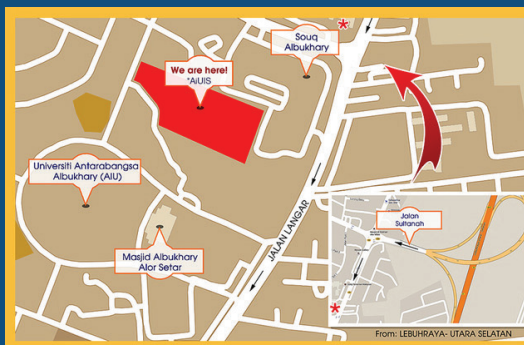 Souq
Albukhary
We are here!
*AiUIS
Universiti Antarabangsa
Albukhary (AIU)
Masjid Albukhary
Alor Setar
JALAN LANGAR
Jalan
Sultanah
From: LEBUHRAYA- UTARA SELATAN